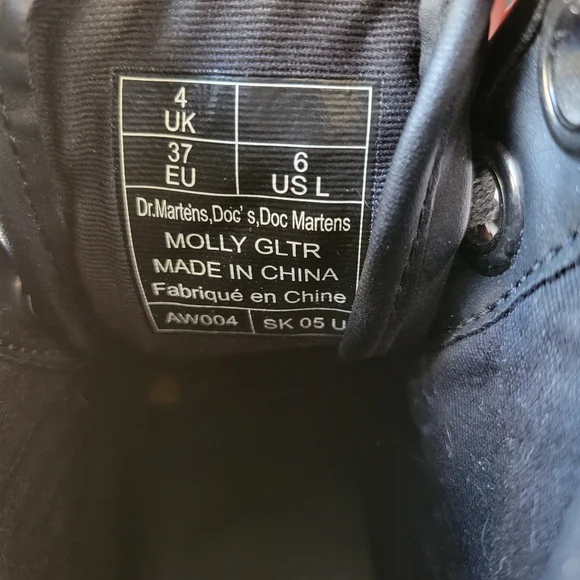 4
UK
37 6
EU US L
Dr.Martens,Doc's,Doc Martens
MOLLY GLTR
MADE IN CHINA
Fabriqué en Chine
AW004 SK 05 U